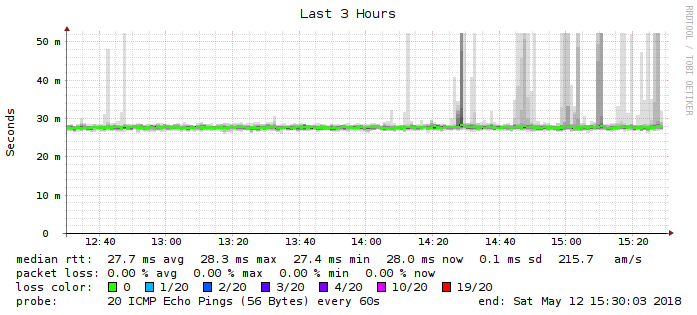 Last 3 Hours
RRDTOOL / TOBI OETIKER
Seconds
50 m
40 m
30 m
20 m
10 m
0
12:40 13:00 13:20 13:40 14:00 14:20 14:40 15:00 15:20
median rtt: 27.7 ms avg 28.3 ms max 27.4 ms min 28.0 ms now 0.1 ms sd 215.7 am/s
packet loss: 0.00 % avg 0.00 % max 0.00 % min 0.00 % now
loss color: 0 1/20 2/20 3/20 4/20 10/20 19/20
probe: 20 ICMP Echo Pings (56 Bytes) every 60s end: Sat May 12 15:30:03 2018